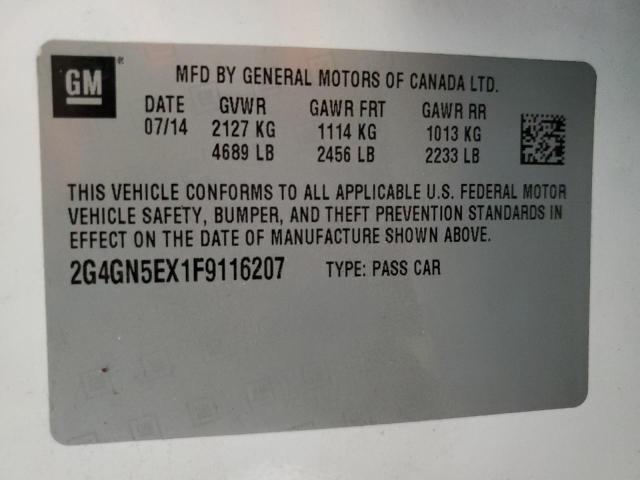 GM®
MFD BY GENERAL MOTORS OF CANADA LTD.
DATE GVWR GAWR FRT GAWR RR
07/14 2127 KG 1114 KG 1013 KG
4689 LB 2456 LB 2233 LB
THIS VEHICLE CONFORMS TO ALL APPLICABLE U.S. FEDERAL MOTOR
VEHICLE SAFETY, BUMPER, AND THEFT PREVENTION STANDARDS IN
EFFECT ON THE DATE OF MANUFACTURE SHOWN ABOVE.
2G4GN5EX1F9116207 TYPE: PASS CAR